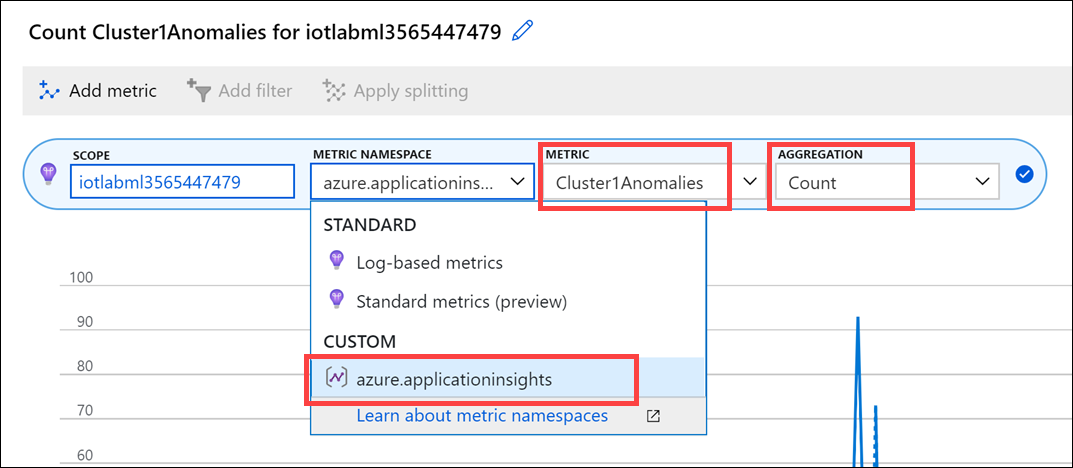 Count Cluster1Anomalies for iotlabml3565447479
Add metric Add filter Apply splitting
SCOPE METRIC NAMESPACE METRIC AGGREGATION
iotlabml3565447479 azure.applicationins... Cluster1Anomalies Count
STANDARD
Log-based metrics
Standard metrics (preview)
CUSTOM
azure.applicationinsights
Learn about metric namespaces
100
90
80
70
60